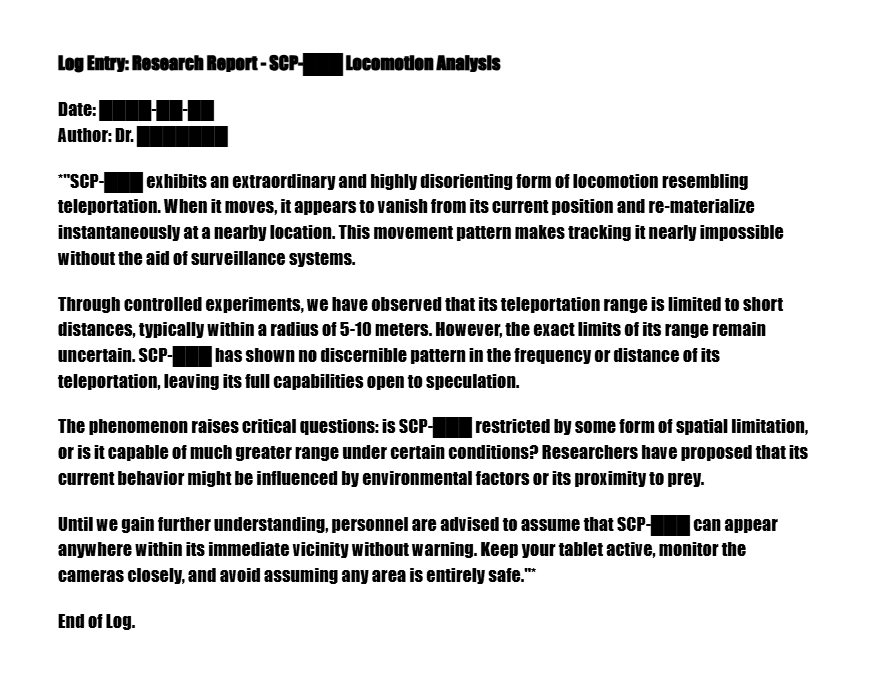 Log Entry: Research Report - SCP-███ Locomotion Analysis
Date: ████-██-██
Author: Dr. ███████
*"SCP-███ exhibits an extraordinary and highly disorienting form of locomotion resembling
teleportation. When it moves, it appears to vanish from its current position and re-materialize
instantaneously at a nearby location. This movement pattern makes tracking it nearly impossible
without the aid of surveillance systems.
Through controlled experiments, we have observed that its teleportation range is limited to short
distances, typically within a radius of 5-10 meters. However, the exact limits of its range remain
uncertain. SCP-███ has shown no discernible pattern in the frequency or distance of its
teleportation, leaving its full capabilities open to speculation.
The phenomenon raises critical questions: is SCP-███ restricted by some form of spatial limitation,
or is it capable of much greater range under certain conditions? Researchers have proposed that its
current behavior might be influenced by environmental factors or its proximity to prey.
Until we gain further understanding, personnel are advised to assume that SCP-███ can appear
anywhere within its immediate vicinity without warning. Keep your tablet active, monitor the
cameras closely, and avoid assuming any area is entirely safe."*
End of Log.